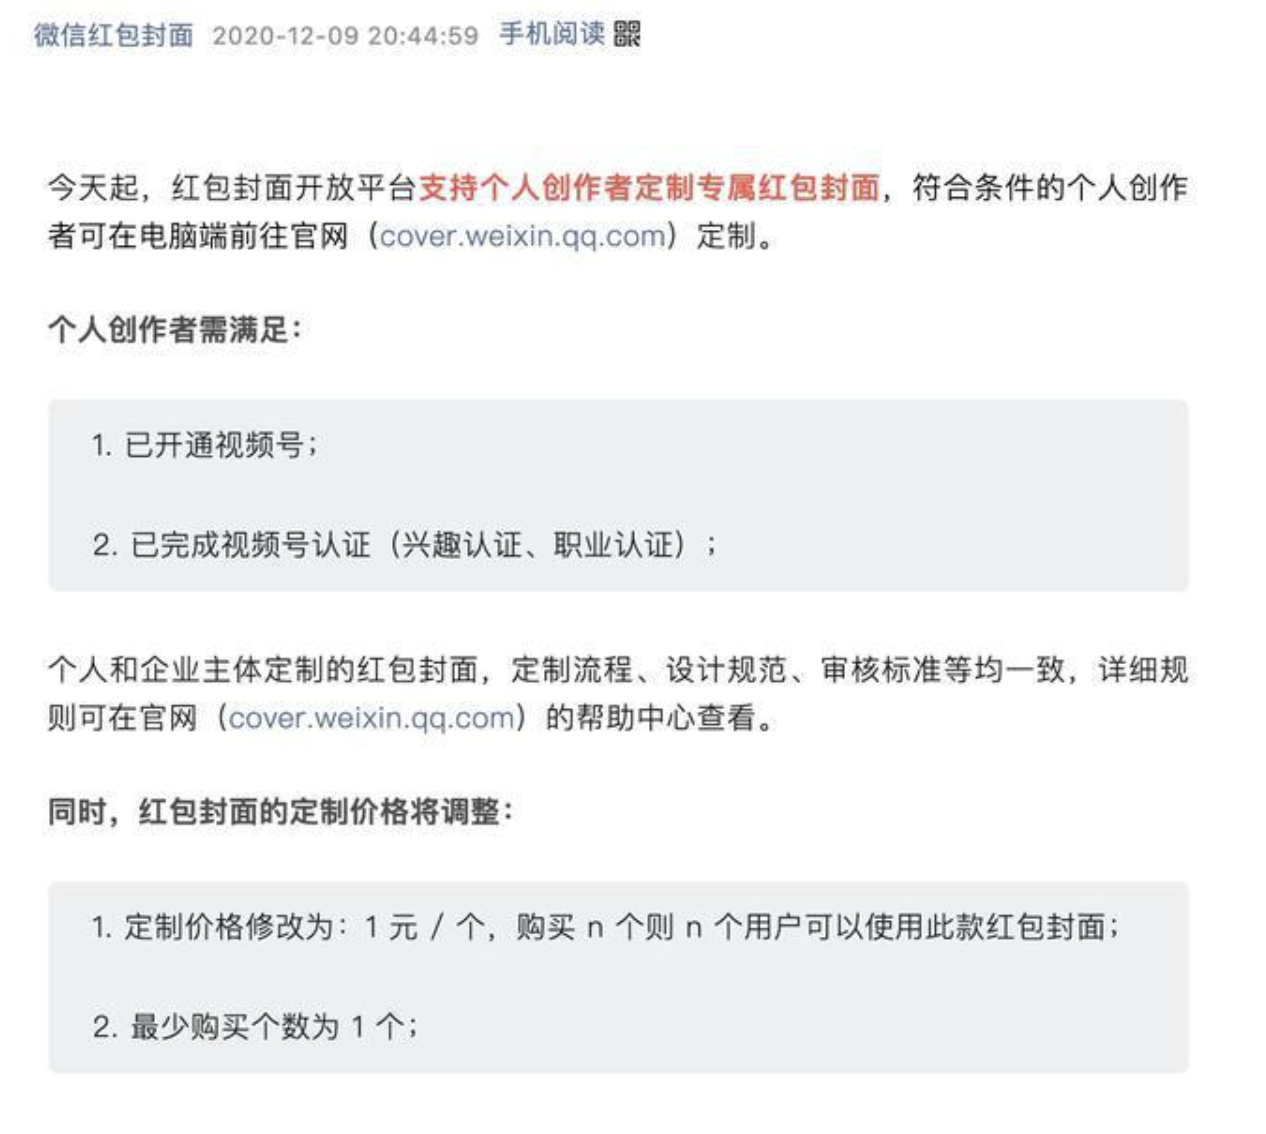 微信红包封面 2020-12-09 20:44:59 手机阅读
今天起，红包封面开放平台支持个人创作者定制专属红包封面，符合条件的个人创作
者可在电脑端前往官网（cover.weixin.qq.com）定制。
个人创作者需满足：
1. 已开通视频号；
2. 已完成视频号认证（兴趣认证、职业认证）；
个人和企业主体定制的红包封面，定制流程、设计规范、审核标准等均一致，详细规
则可在官网（cover.weixin.qq.com）的帮助中心查看。
同时，红包封面的定制价格将调整：
1. 定制价格修改为：1 元 / 个，购买 n 个则 n 个用户可以使用此款红包封面；
2. 最少购买个数为 1 个；